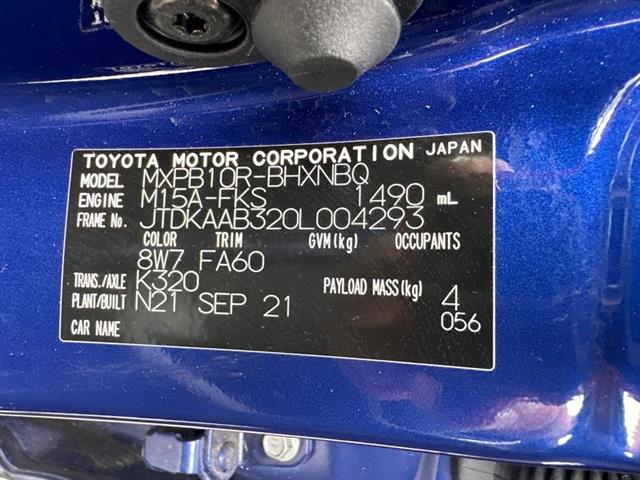 TOYOTA MOTOR CORPORATION JAPAN
MODEL MXPB10R-BHXNBQ
ENGINE M15A-FKS 1490 mL
FRAME No. JTDKAAB320L004293
COLOR TRIM GVM(kg) OCCUPANTS
8W7 FA60
TRANS./AXLE K320 PAYLOAD MASS(kg) 4
PLANT/BUILT N21 SEP 21
056
CAR NAME